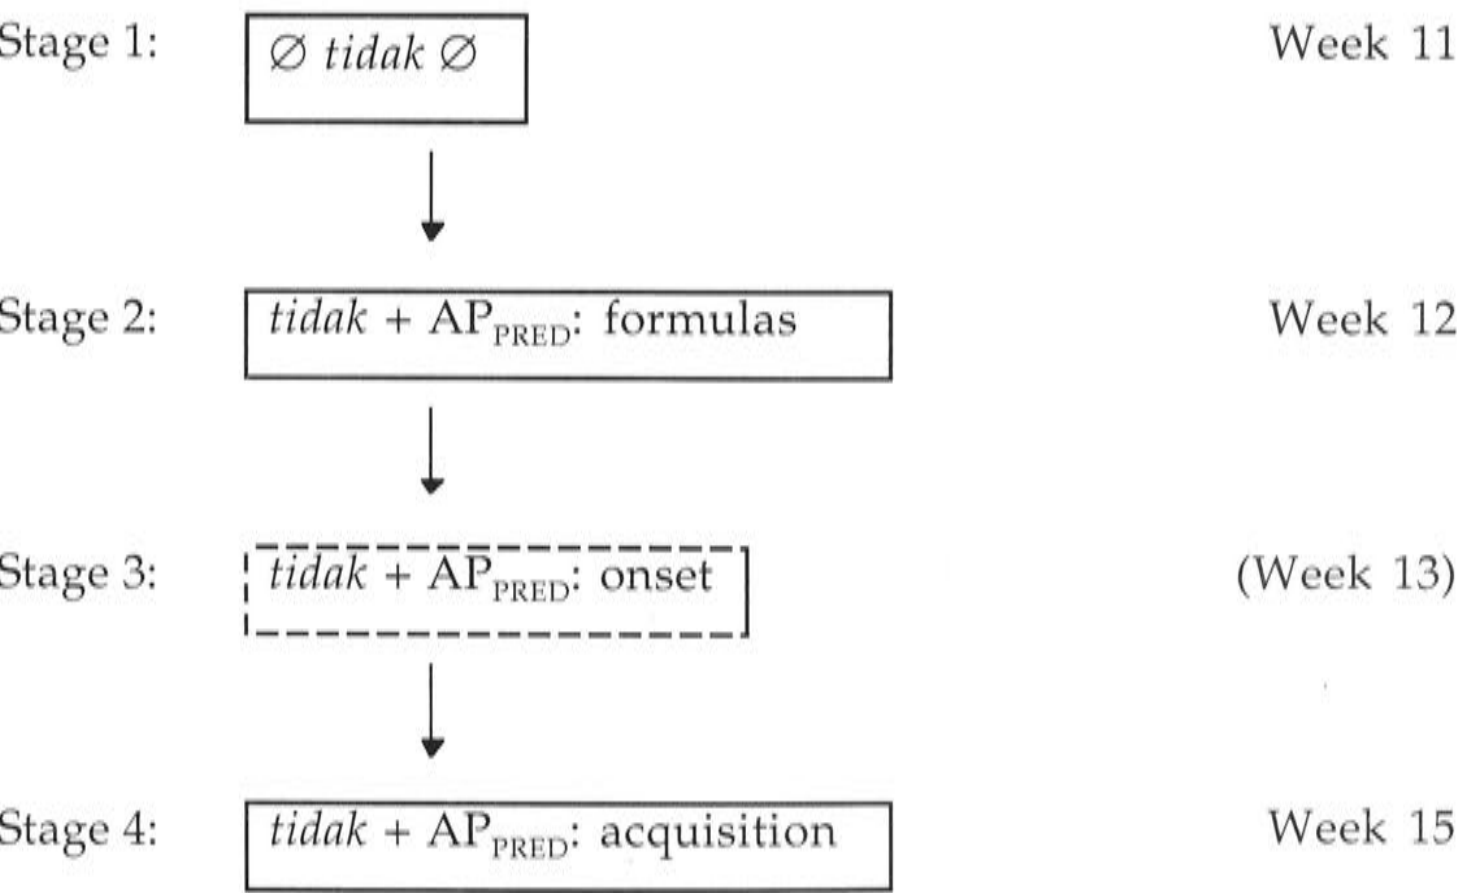 Stage 1: ∅ tidak ∅ Week 11
Stage 2: tidak + AP_PRED: formulas Week 12
Stage 3: tidak + AP_PRED: onset (Week 13)
Stage 4: tidak + AP_PRED: acquisition Week 15